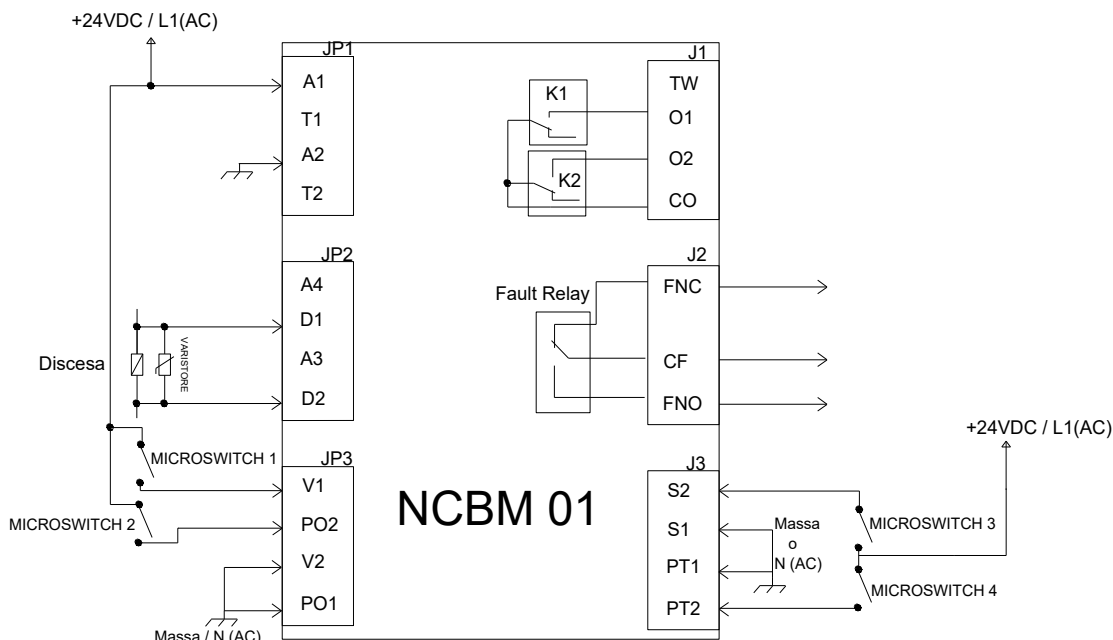 +24VDC / L1(AC)
JP1
A1
T1
A2
T2
JP2
A4
D1
A3
D2
Discesa
VARISTORE
MICROSWITCH 1
MICROSWITCH 2
JP3
V1
PO2
V2
PO1
Massa / N (AC)
NCBM 01
K1
K2
J1
TW
O1
O2
CO
Fault Relay
J2
FNC
CF
FNO
J3
S2
S1
PT1
PT2
Massa
o
N (AC)
+24VDC / L1(AC)
MICROSWITCH 3
MICROSWITCH 4